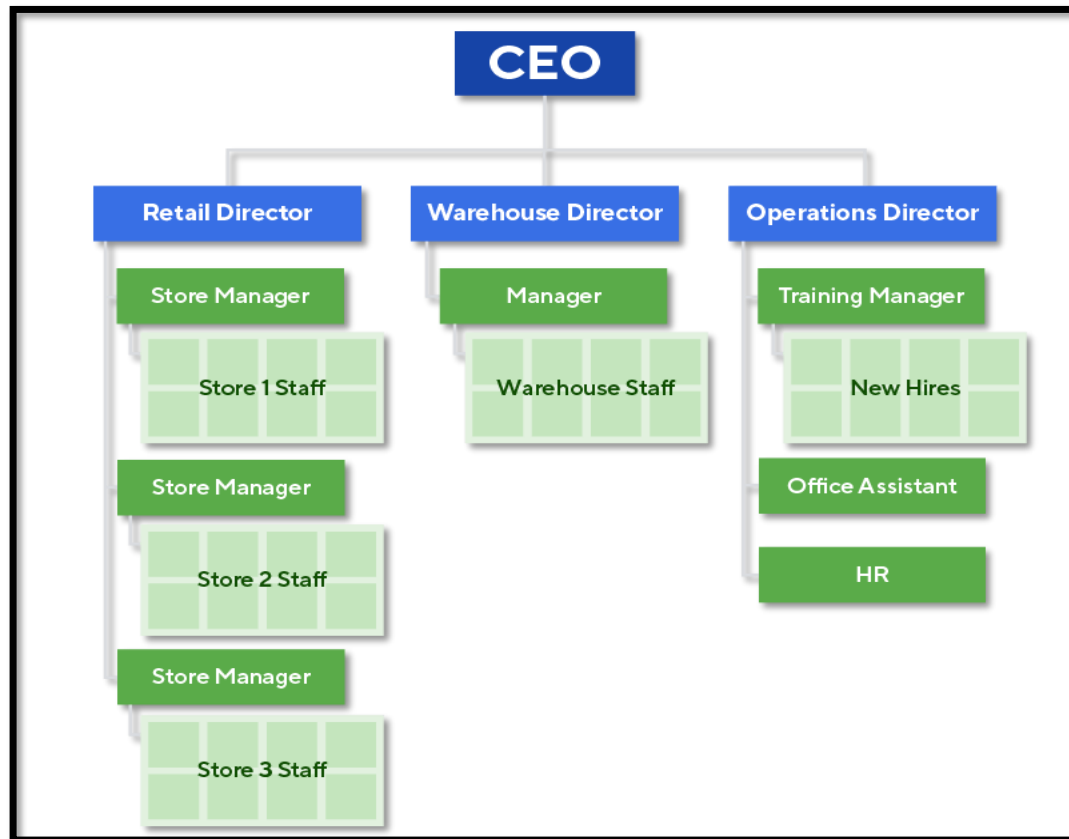 CEO
Retail Director
Warehouse Director
Operations Director
Store Manager
Store 1 Staff
Store Manager
Store 2 Staff
Store Manager
Store 3 Staff
Manager
Warehouse Staff
Training Manager
New Hires
Office Assistant
HR